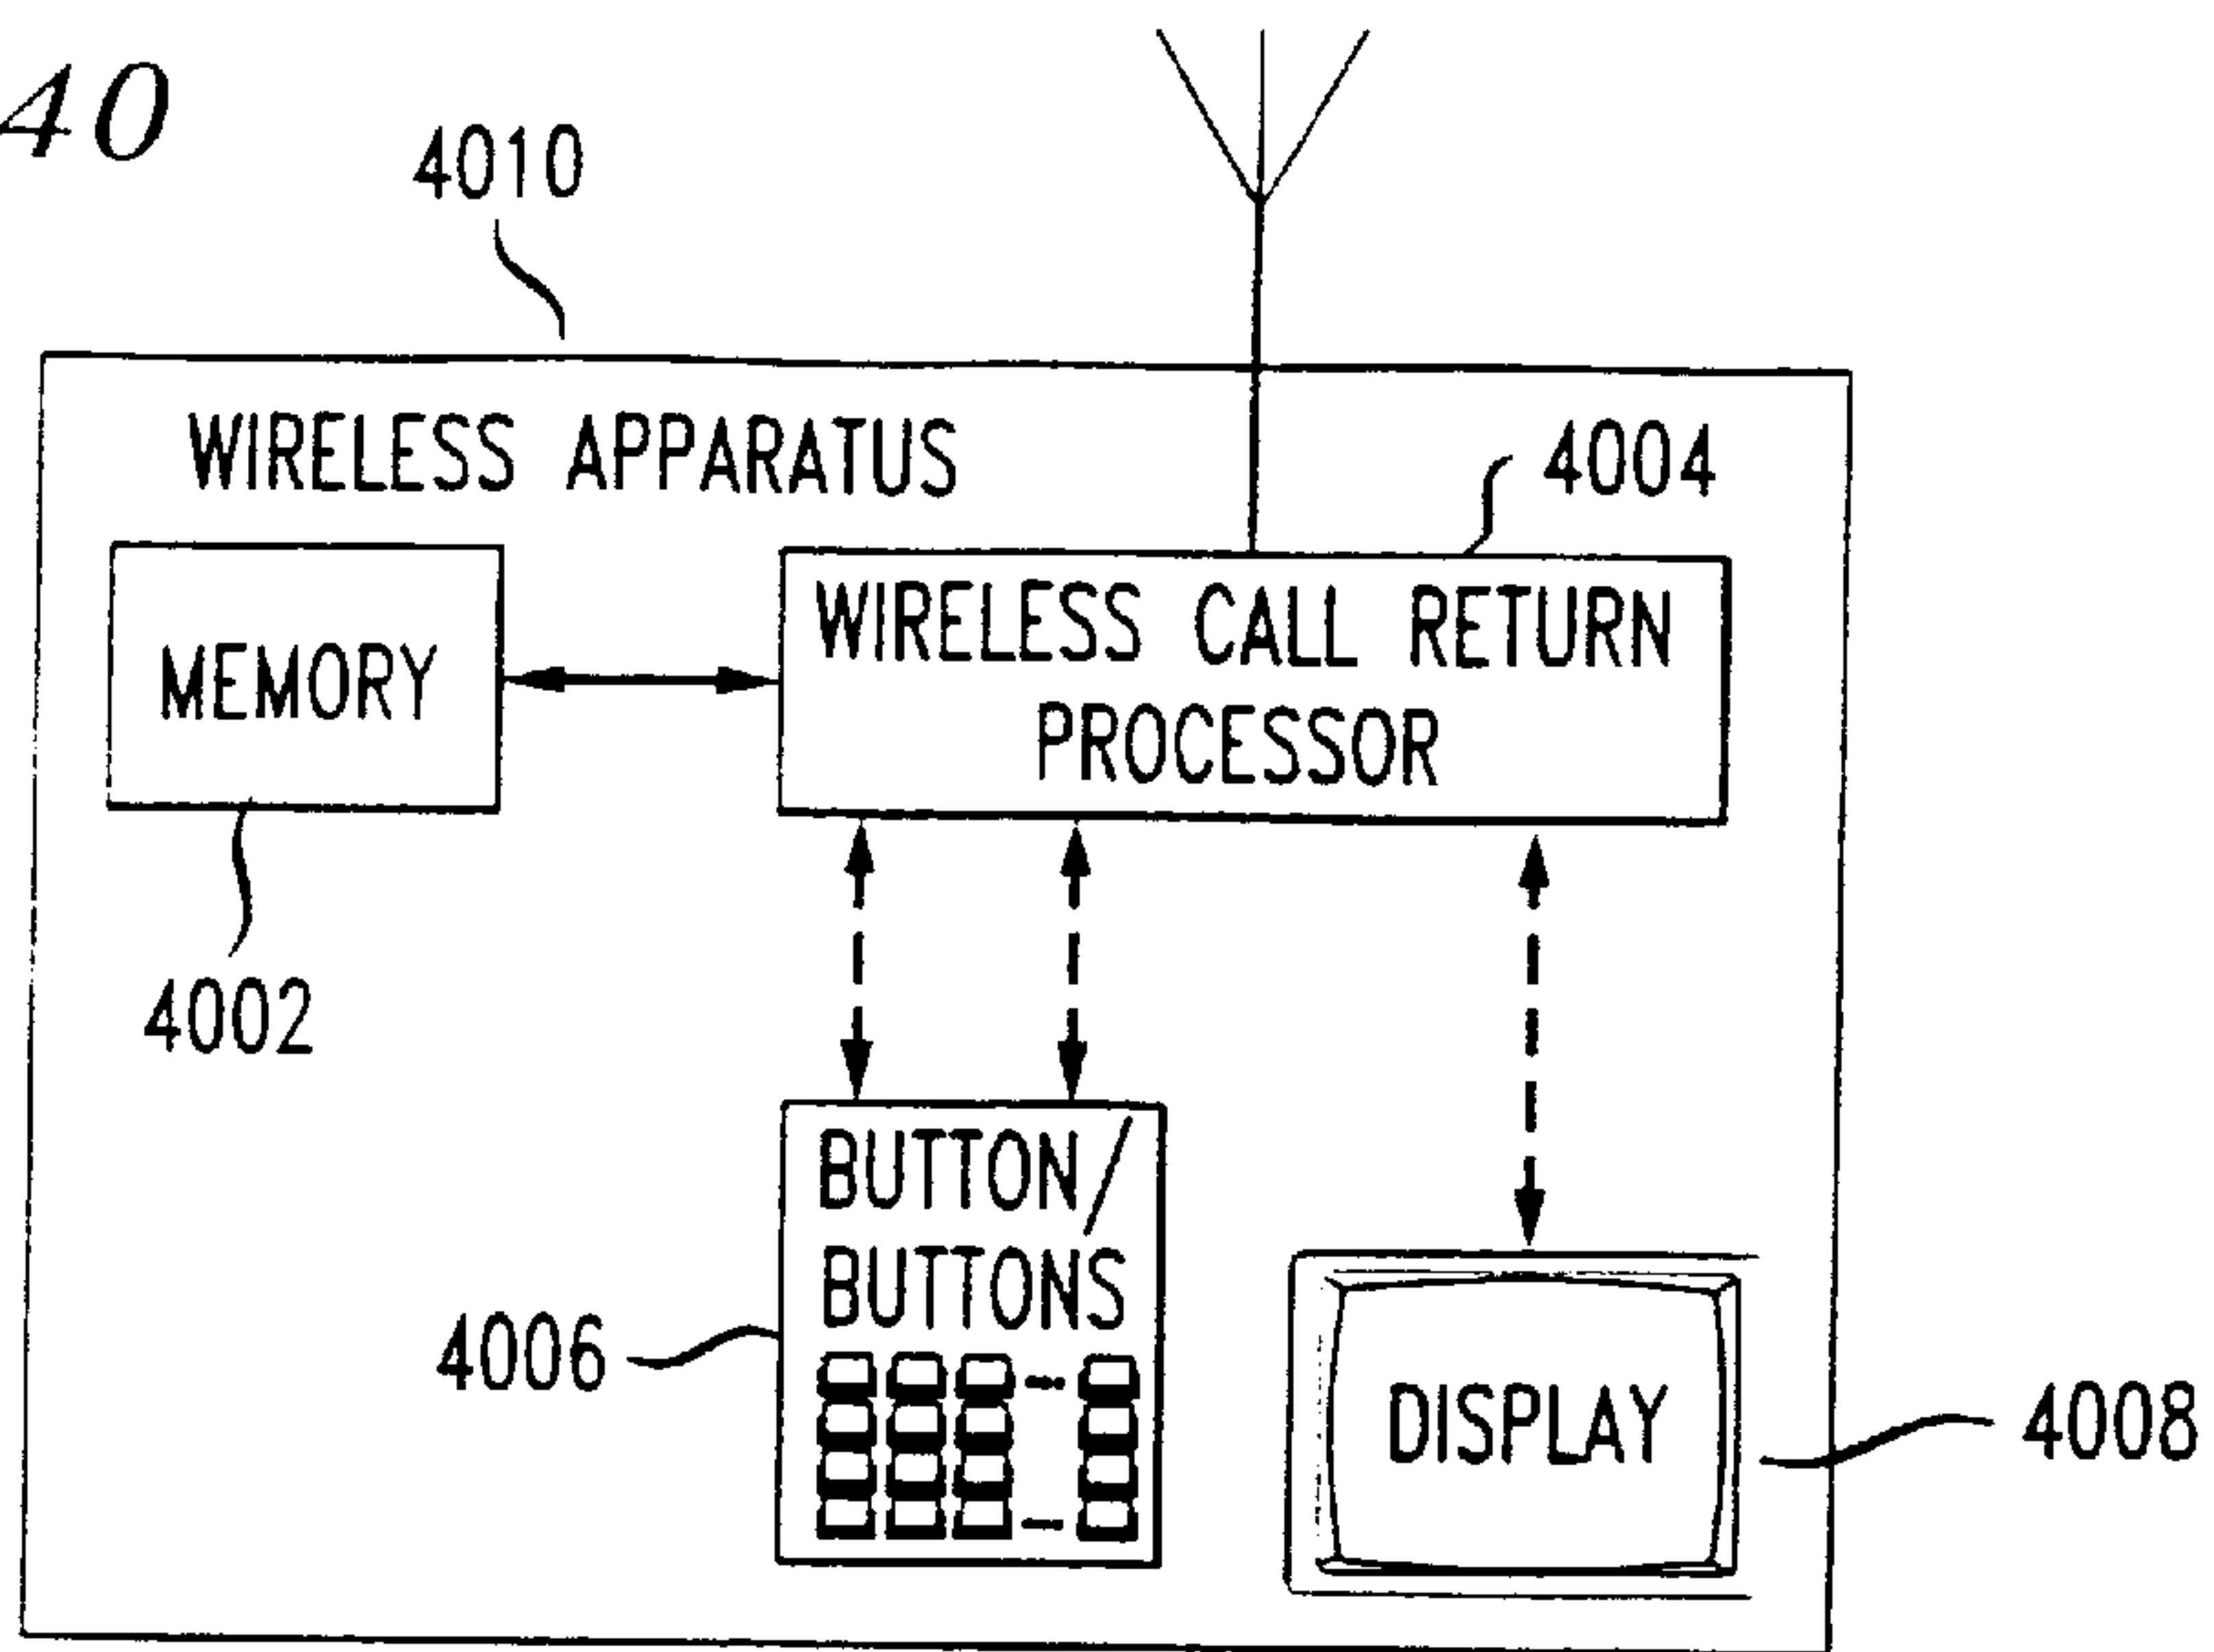 40
4010
WIRELESS APPARATUS
4004
MEMORY
WIRELESS CALL RETURN
PROCESSOR
4002
BUTTON/
BUTTONS
4006
DISPLAY
4008